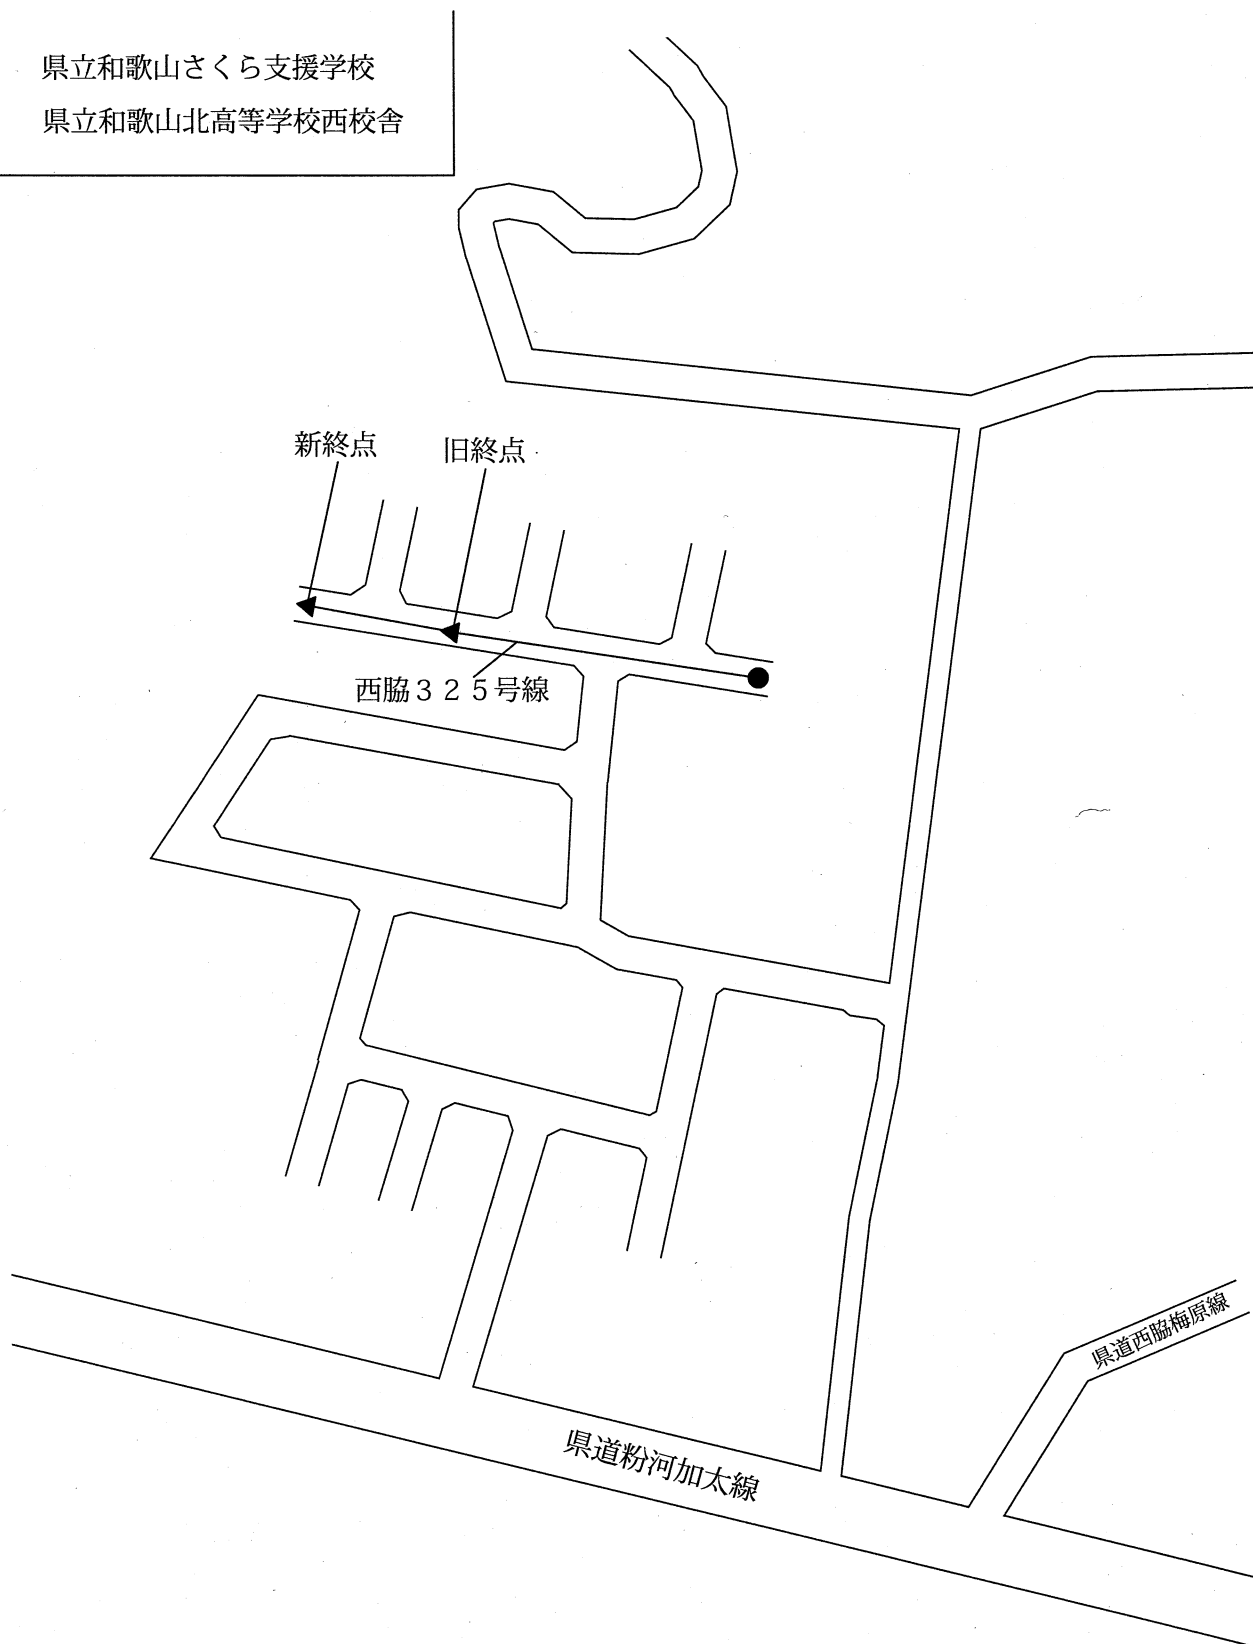 県立和歌山さくら支援学校
県立和歌山北高等学校西校舎
新終点
旧終点
西脇３２５号線
県道西脇梅原線
県道粉河加太線